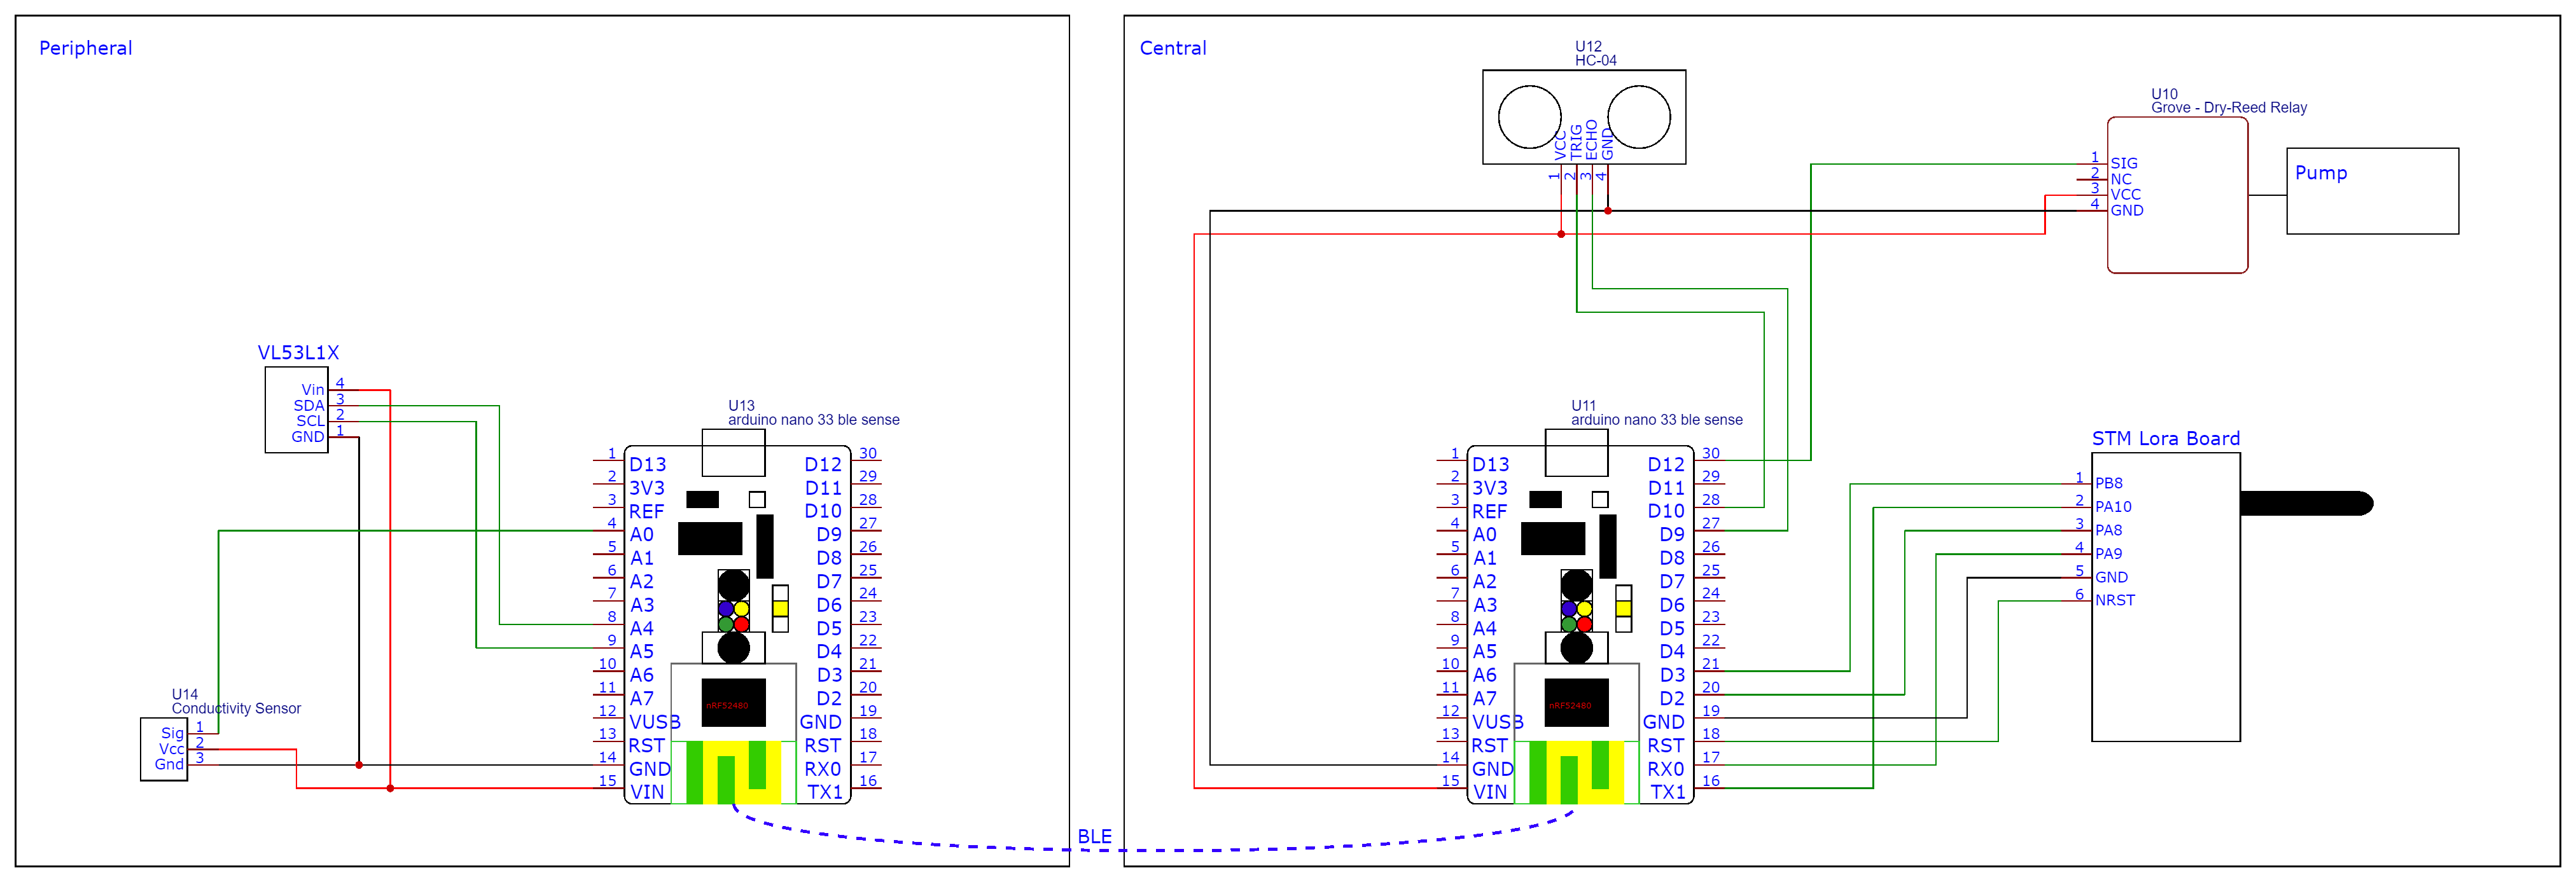 Peripheral
VL53L1X
Vin 4
SDA 3
SCL 2
GND 1
U14
Conductivity Sensor
Sig 1
Vcc 2
Gnd 3
U13
arduino nano 33 ble sense
1 D13 D12 30
2 3V3 D11 29
3 REF D10 28
4 A0 D9 27
5 A1 D8 26
6 A2 D7 25
7 A3 D6 24
8 A4 D5 23
9 A5 D4 22
10 A6 D3 21
11 A7 D2 20
12 VUSB GND 19
13 RST RST 18
14 GND RX0 17
15 VIN TX1 16
nRF52480
BLE
Central
U12
HC-04
VCC
TRIG
ECHO
GND
1
2
3
4
U10
Grove - Dry-Reed Relay
1 SIG
2 NC
3 VCC
4 GND
Pump
U11
arduino nano 33 ble sense
1 D13 D12 30
2 3V3 D11 29
3 REF D10 28
4 A0 D9 27
5 A1 D8 26
6 A2 D7 25
7 A3 D6 24
8 A4 D5 23
9 A5 D4 22
10 A6 D3 21
11 A7 D2 20
12 VUSB GND 19
13 RST RST 18
14 GND RX0 17
15 VIN TX1 16
nRF52480
STM Lora Board
1 PB8
2 PA10
3 PA8
4 PA9
5 GND
6 NRST